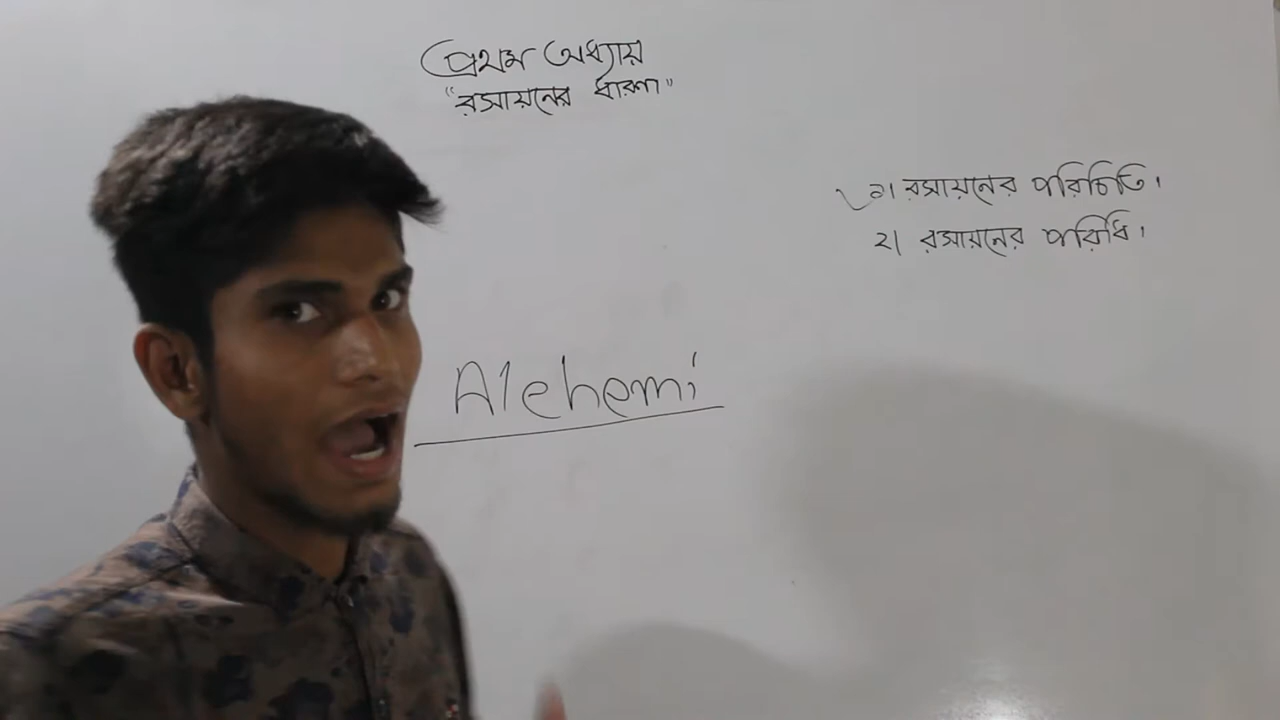 প্রথম অধ্যায়
"রসায়নের ধারণা"
১। রসায়নের পরিচিতি।
২। রসায়নের পরিধি।
Alchemi